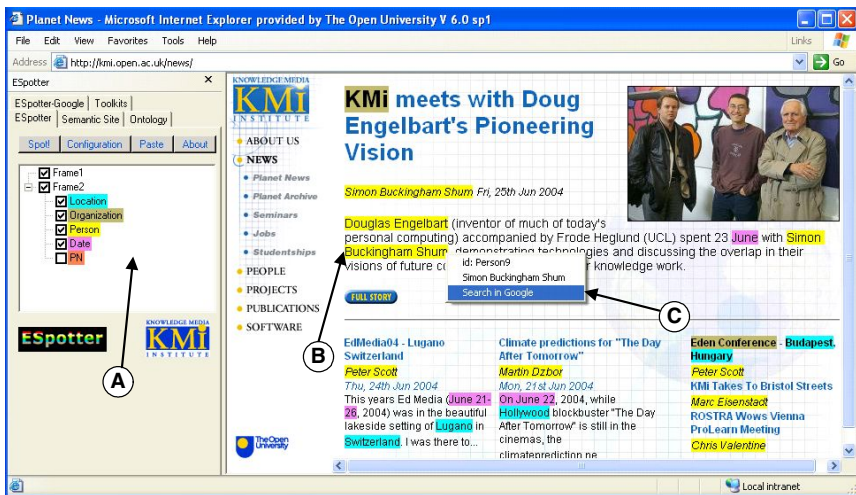 Planet News - Microsoft Internet Explorer provided by The Open University V 6.0 sp1
File Edit View Favorites Tools Help
Links
Address http://kmi.open.ac.uk/news/
Go
ESpotter
ESpotter-Google Toolkits
ESpotter Semantic Site Ontology
Spot! Configuration Paste About
Frame1
Frame2
Location
Organization
Person
Date
PN
ESpotter
KNOWLEDGE MEDIA
KMi
INSTITUTE
A
KNOWLEDGE MEDIA
KMi
INSTITUTE
ABOUT US
NEWS
Planet News
Planet Archive
Seminars
Jobs
Studentships
PEOPLE
PROJECTS
PUBLICATIONS
SOFTWARE
The Open
University
KMi meets with Doug
Engelbart's Pioneering
Vision
Simon Buckingham Shum Fri, 25th Jun 2004
Douglas Engelbart (inventor of much of today's
personal computing) accompanied by Frode Heglund (UCL) spent 23 June with Simon
Buckingham Shum, demonstrating technologies and discussing the overlap in their
visions of future r knowledge work.
id: Person9
Simon Buckingham Shum
Search in Google
FULL STORY
B
C
EdMedia04 - Lugano
Switzerland
Peter Scott
Thu, 24th Jun 2004
This years Ed Media (June 21-
26, 2004) was in the beautiful
lakeside setting of Lugano in
Switzerland. I was there to...
Climate predictions for "The Day
After Tomorrow"
Martin Dzbor
Mon, 21st Jun 2004
On June 22, 2004, while
Hollywood blockbuster "The Day
After Tomorrow" is still in the
cinemas, the
climateprediction.ne
Eden Conference - Budapest,
Hungary
Peter Scott
KMi Takes To Bristol Streets
Marc Eisenstadt
ROSTRA Wows Vienna
ProLearn Meeting
Chris Valentine
Local intranet